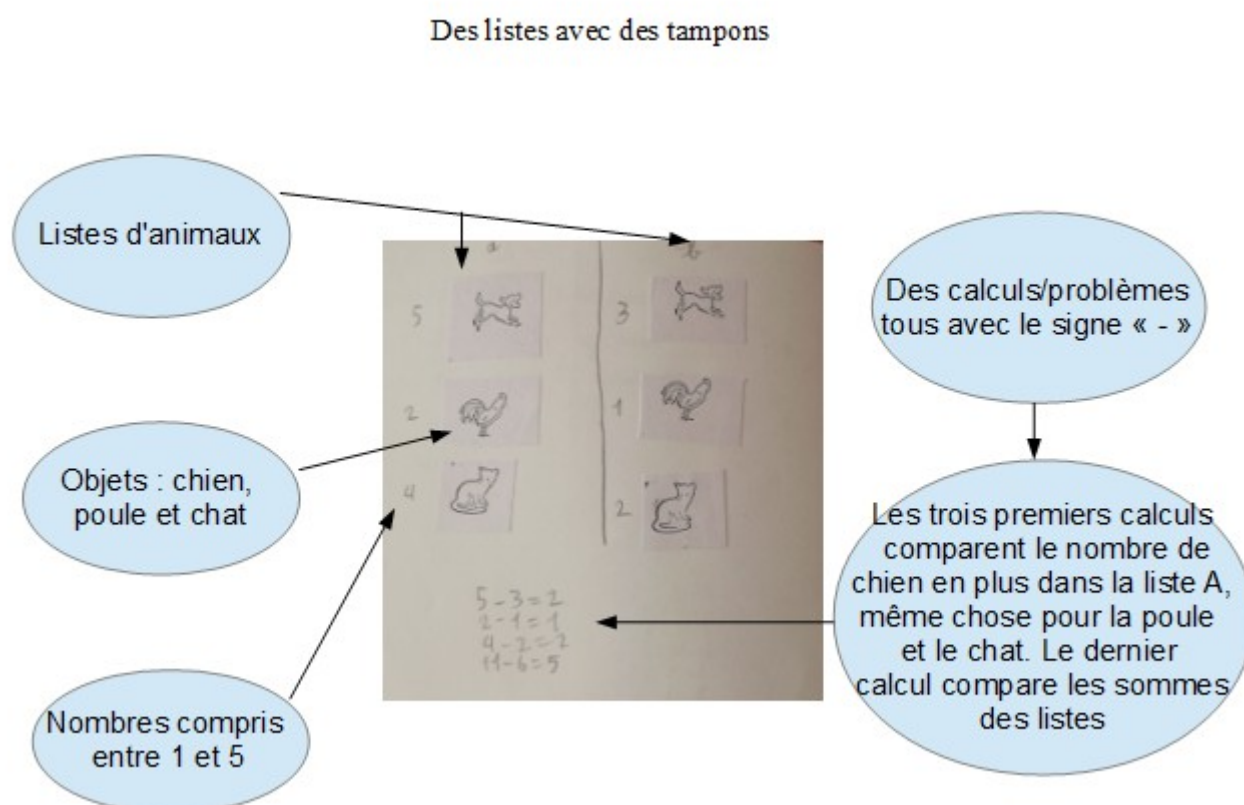 Des listes avec des tampons
Listes d'animaux
Objets : chien,
poule et chat
Nombres compris
entre 1 et 5
a
b
5
3
2
1
4
2
5-3=2
2-1=1
4-2=2
11-6=5
Des calculs/problèmes
tous avec le signe « - »
Les trois premiers calculs
comparent le nombre de
chien en plus dans la liste A,
même chose pour la poule
et le chat. Le dernier
calcul compare les sommes
des listes